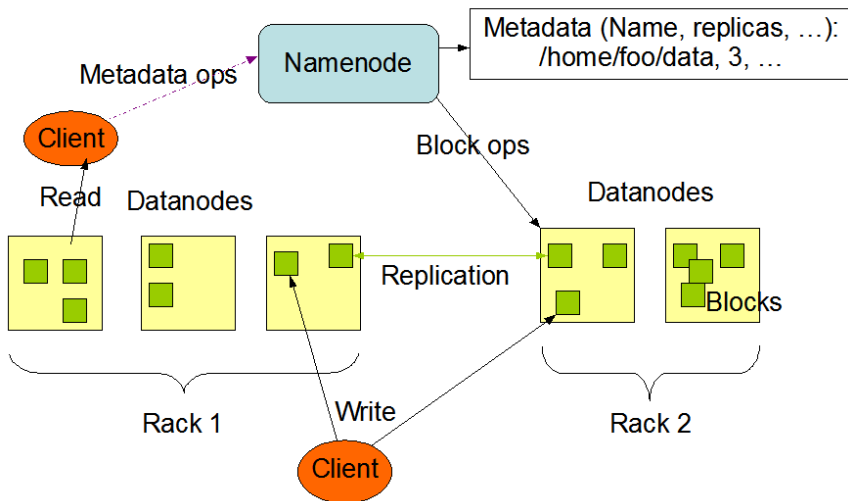 Metadata (Name, replicas, …):
/home/foo/data, 3, …
Namenode
Metadata ops
Client
Block ops
Read
Datanodes
Datanodes
Replication
Blocks
Rack 1
Write
Rack 2
Client